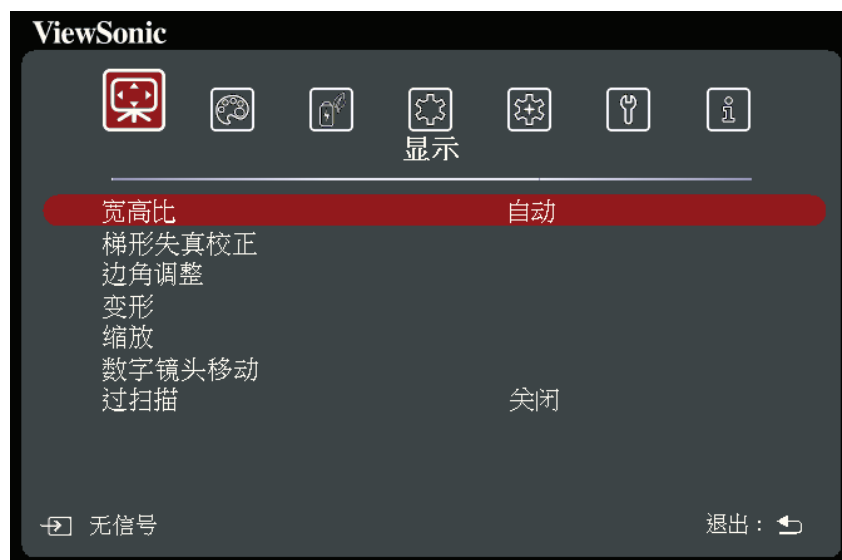 ViewSonic
显示
宽高比 自动
梯形失真校正
边角调整
变形
缩放
数字镜头移动
过扫描 关闭
无信号 退出：